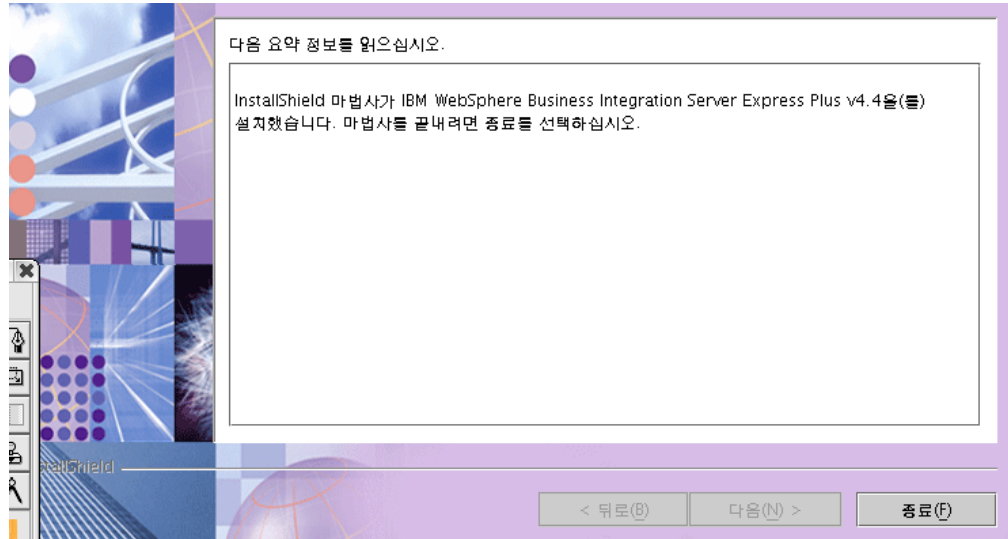 다음 요약 정보를 읽으십시오.
InstallShield 마법사가 IBM WebSphere Business Integration Server Express Plus v4.4을(를)
설치했습니다. 마법사를 끝내려면 종료를 선택하십시오.
tallShield
< 뒤로(B)
다음(N) >
종료(F)